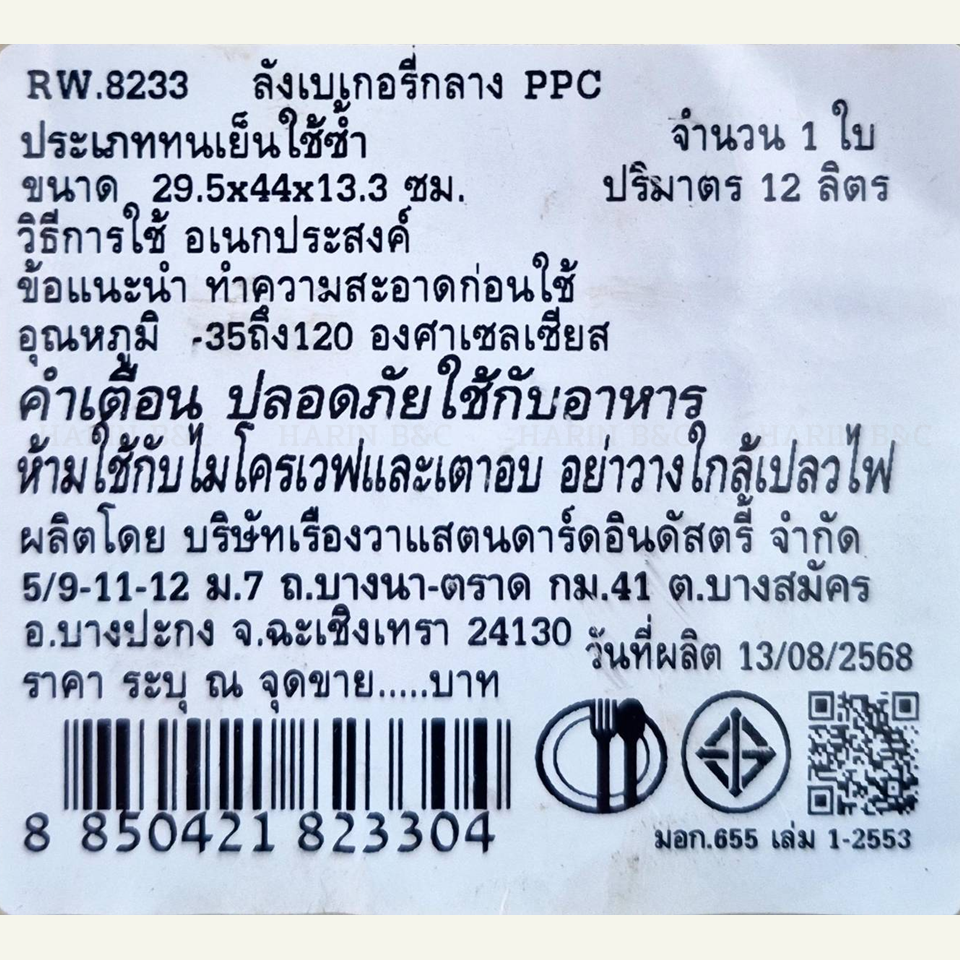 RW.8233 ลังเบเกอรี่กลาง PPC
ประเภททนเย็นใช้ซ้ำ จำนวน 1 ใบ
ขนาด 29.5x44x13.3 ซม. ปริมาตร 12 ลิตร
วิธีการใช้ อเนกประสงค์
ข้อแนะนำ ทำความสะอาดก่อนใช้
อุณหภูมิ -35ถึง120 องศาเซลเซียส
คำเตือน ปลอดภัยใช้กับอาหาร
HARIN B&C HARIN B&C HARIN B&C HARIN B&C
ห้ามใช้กับไมโครเวฟและเตาอบ อย่าวางใกล้เปลวไฟ
ผลิตโดย บริษัทเรืองวาแสตนดาร์ดอินดัสตรี้ จำกัด
5/9-11-12 ม.7 ถ.บางนา-ตราด กม.41 ต.บางสมัคร
อ.บางปะกง จ.ฉะเชิงเทรา 24130
วันที่ผลิต 13/08/2568
ราคา ระบุ ณ จุดขาย.....บาท
8 850421 823304
มอก.655 เล่ม 1-2553